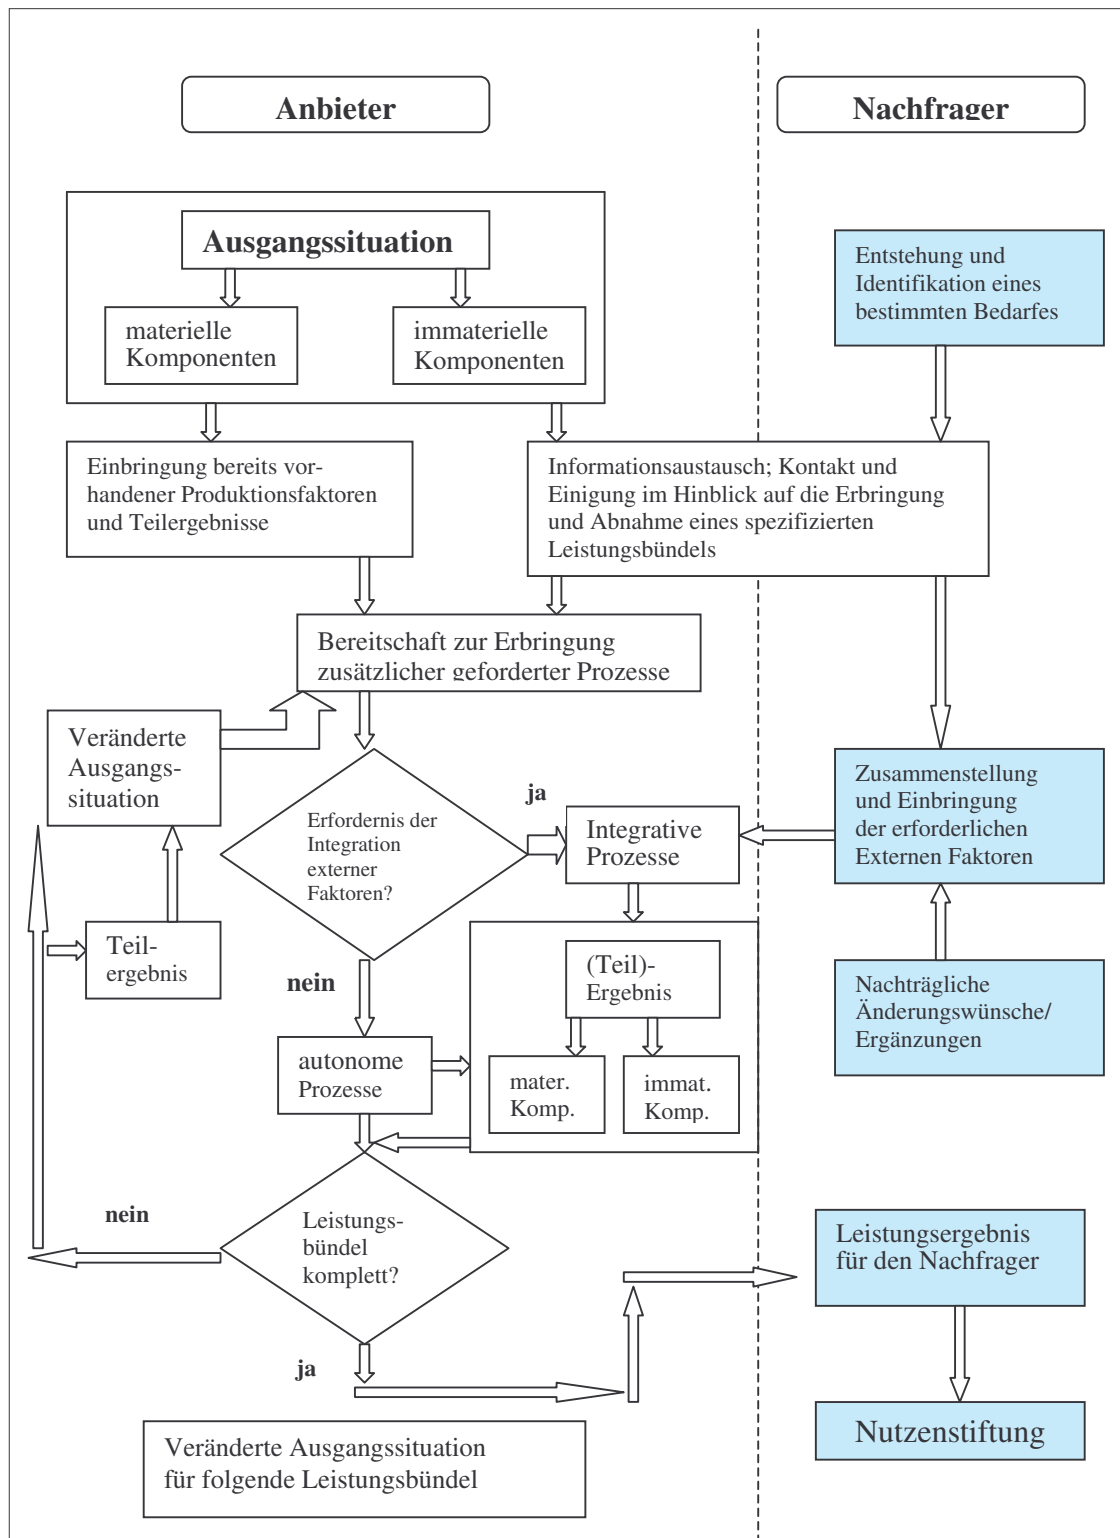 Anbieter
Nachfrager
Ausgangssituation
materielle
Komponenten
immaterielle
Komponenten
Entstehung und
Identifikation eines
bestimmten Bedarfes
Einbringung bereits vor-
handener Produktionsfaktoren
und Teilergebnisse
Informationsaustausch; Kontakt und
Einigung im Hinblick auf die Erbringung
und Abnahme eines spezifizierten
Leistungsbündels
Bereitschaft zur Erbringung
zusätzlicher geforderter Prozesse
Veränderte
Ausgangs-
situation
Erfordernis der
Integration
externer
Faktoren?
ja
Integrative
Prozesse
Zusammenstellung
und Einbringung
der erforderlichen
Externen Faktoren
Teil-
ergebnis
nein
(Teil)-
Ergebnis
mater.
Komp.
immat.
Komp.
Nachträgliche
Änderungswünsche/
Ergänzungen
autonome
Prozesse
nein
Leistungs-
bündel
komplett?
Leistungsergebnis
für den Nachfrager
ja
Nutzenstiftung
Veränderte Ausgangssituation
für folgende Leistungsbündel